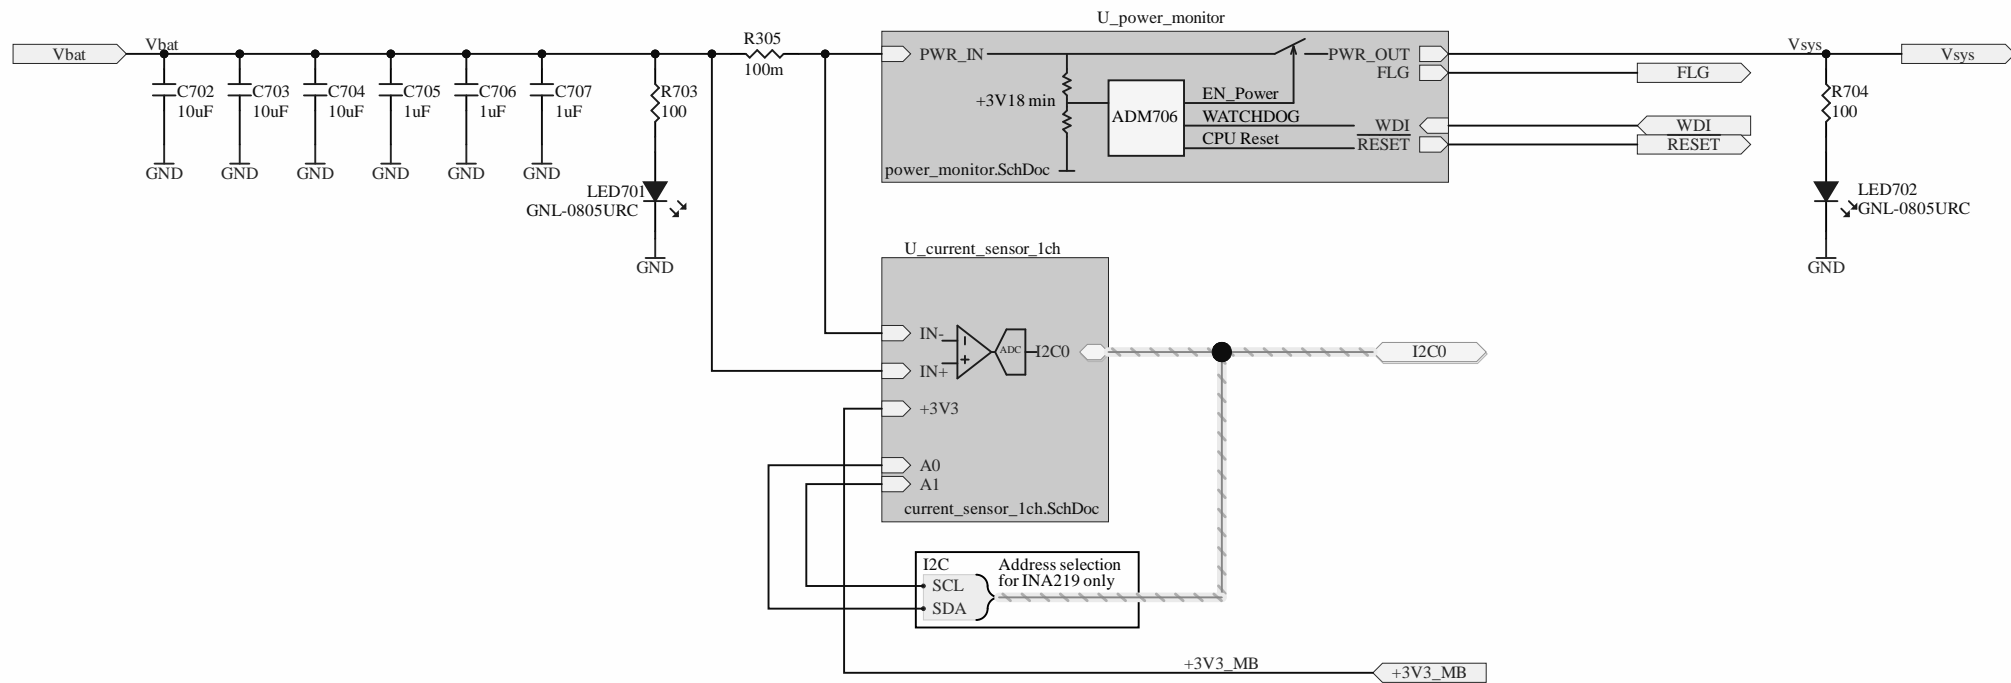 U_power_monitor
Vbat
Vbat
R305
100m
PWR_IN
PWR_OUT
FLG
Vsys
Vsys
FLG
C702
10uF
C703
10uF
C704
10uF
C705
1uF
C706
1uF
C707
1uF
R703
100
+3V18 min
ADM706
EN_Power
WATCHDOG
CPU Reset
WDI
RESET
WDI
RESET
R704
100
power_monitor.SchDoc
GND
GND
GND
GND
GND
GND
LED701
GNL-0805URC
GND
LED702
GNL-0805URC
GND
U_current_sensor_1ch
IN-
IN+
-
+
ADC
I2C0
I2C0
+3V3
A0
A1
current_sensor_1ch.SchDoc
I2C
SCL
SDA
Address selection
for INA219 only
+3V3_MB
+3V3_MB